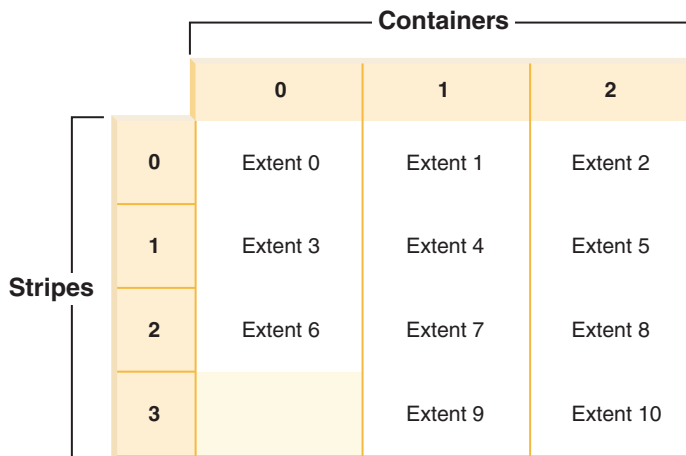 Containers
0 1 2
0 Extent 0 Extent 1 Extent 2
1 Extent 3 Extent 4 Extent 5
Stripes
2 Extent 6 Extent 7 Extent 8
3 Extent 9 Extent 10